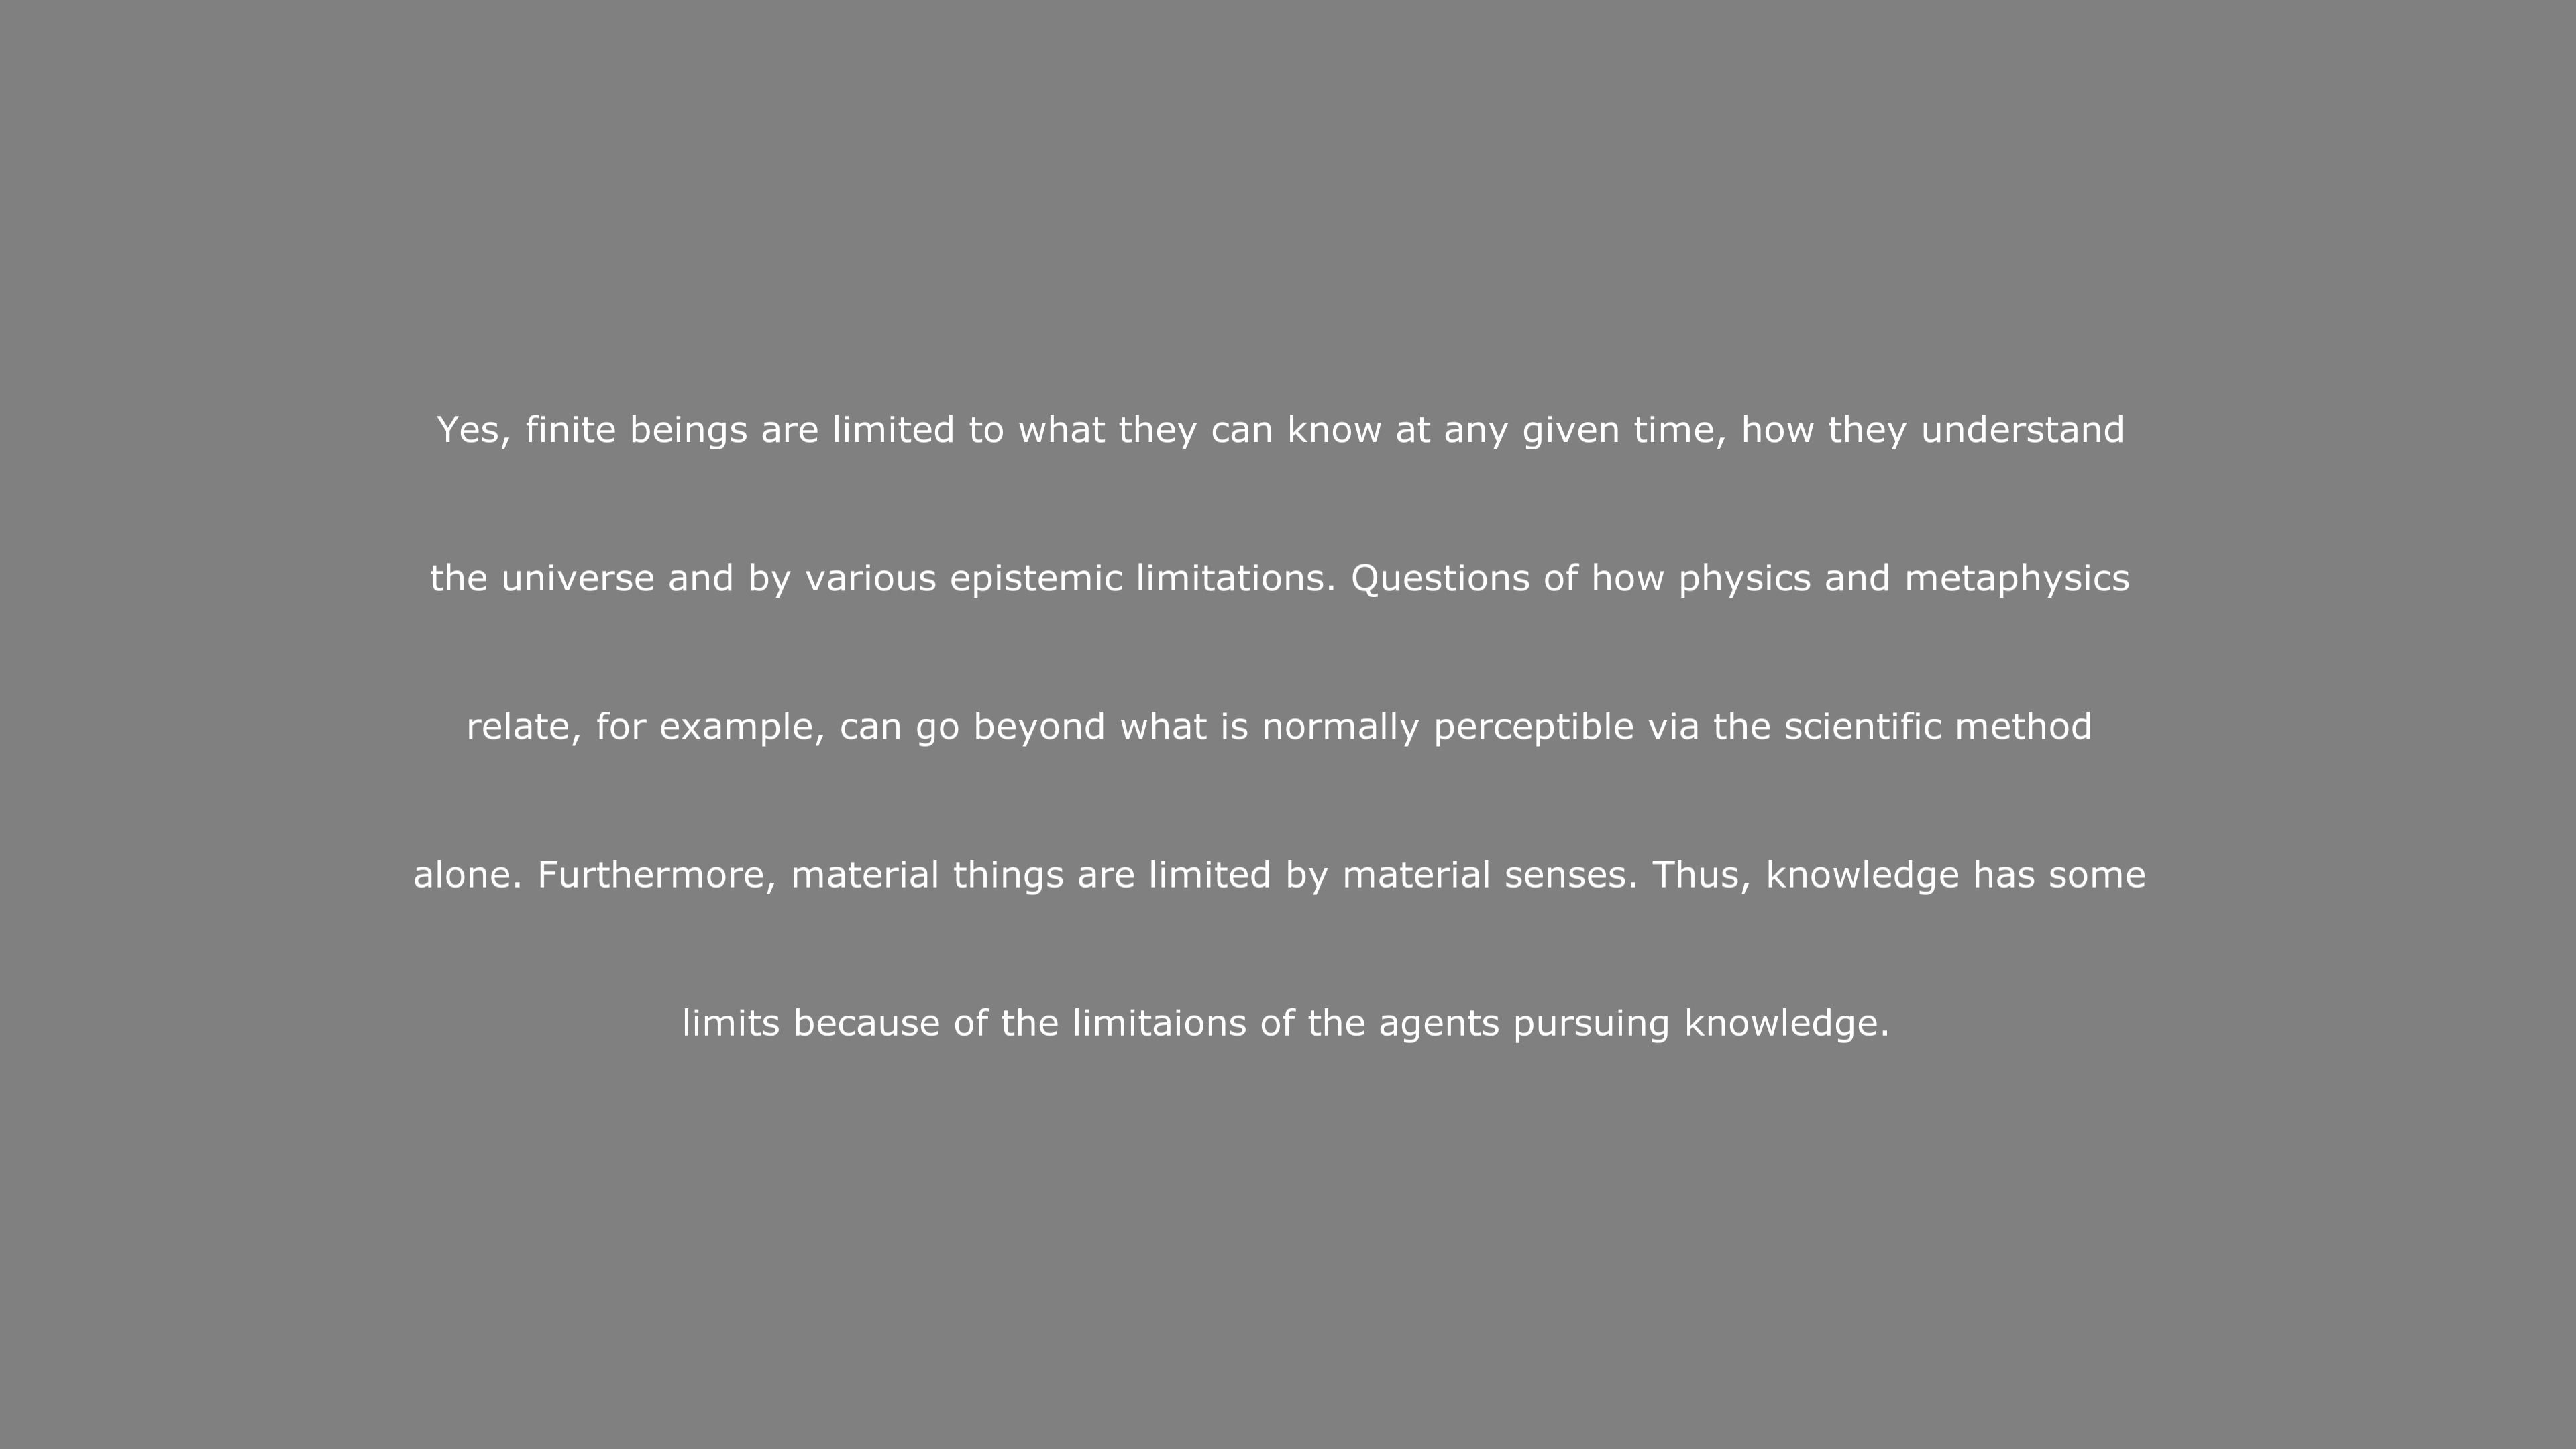 Yes, finite beings are limited to what they can know at any given time, how they understand
the universe and by various epistemic limitations. Questions of how physics and metaphysics
relate, for example, can go beyond what is normally perceptible via the scientific method
alone. Furthermore, material things are limited by material senses. Thus, knowledge has some
limits because of the limitaions of the agents pursuing knowledge.